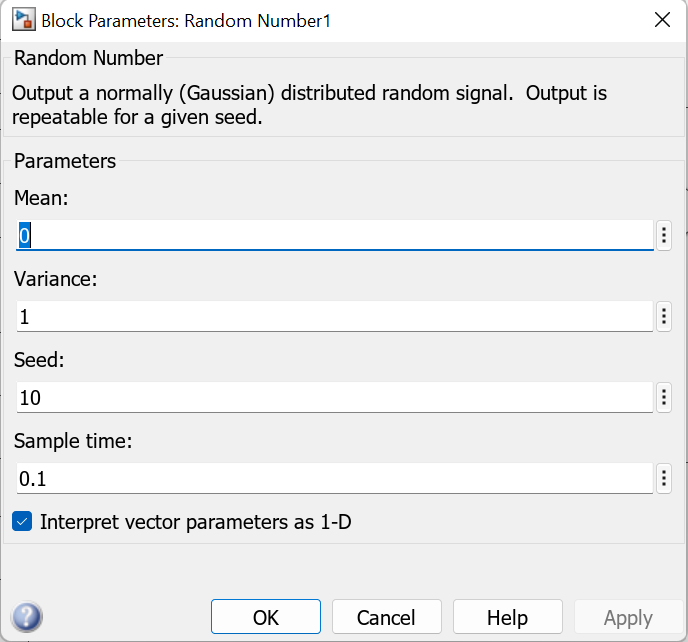 Block Parameters: Random Number1
Random Number
Output a normally (Gaussian) distributed random signal.  Output is
repeatable for a given seed.
Parameters
Mean:
0
Variance:
1
Seed:
10
Sample time:
0.1
Interpret vector parameters as 1-D
? OK Cancel Help Apply